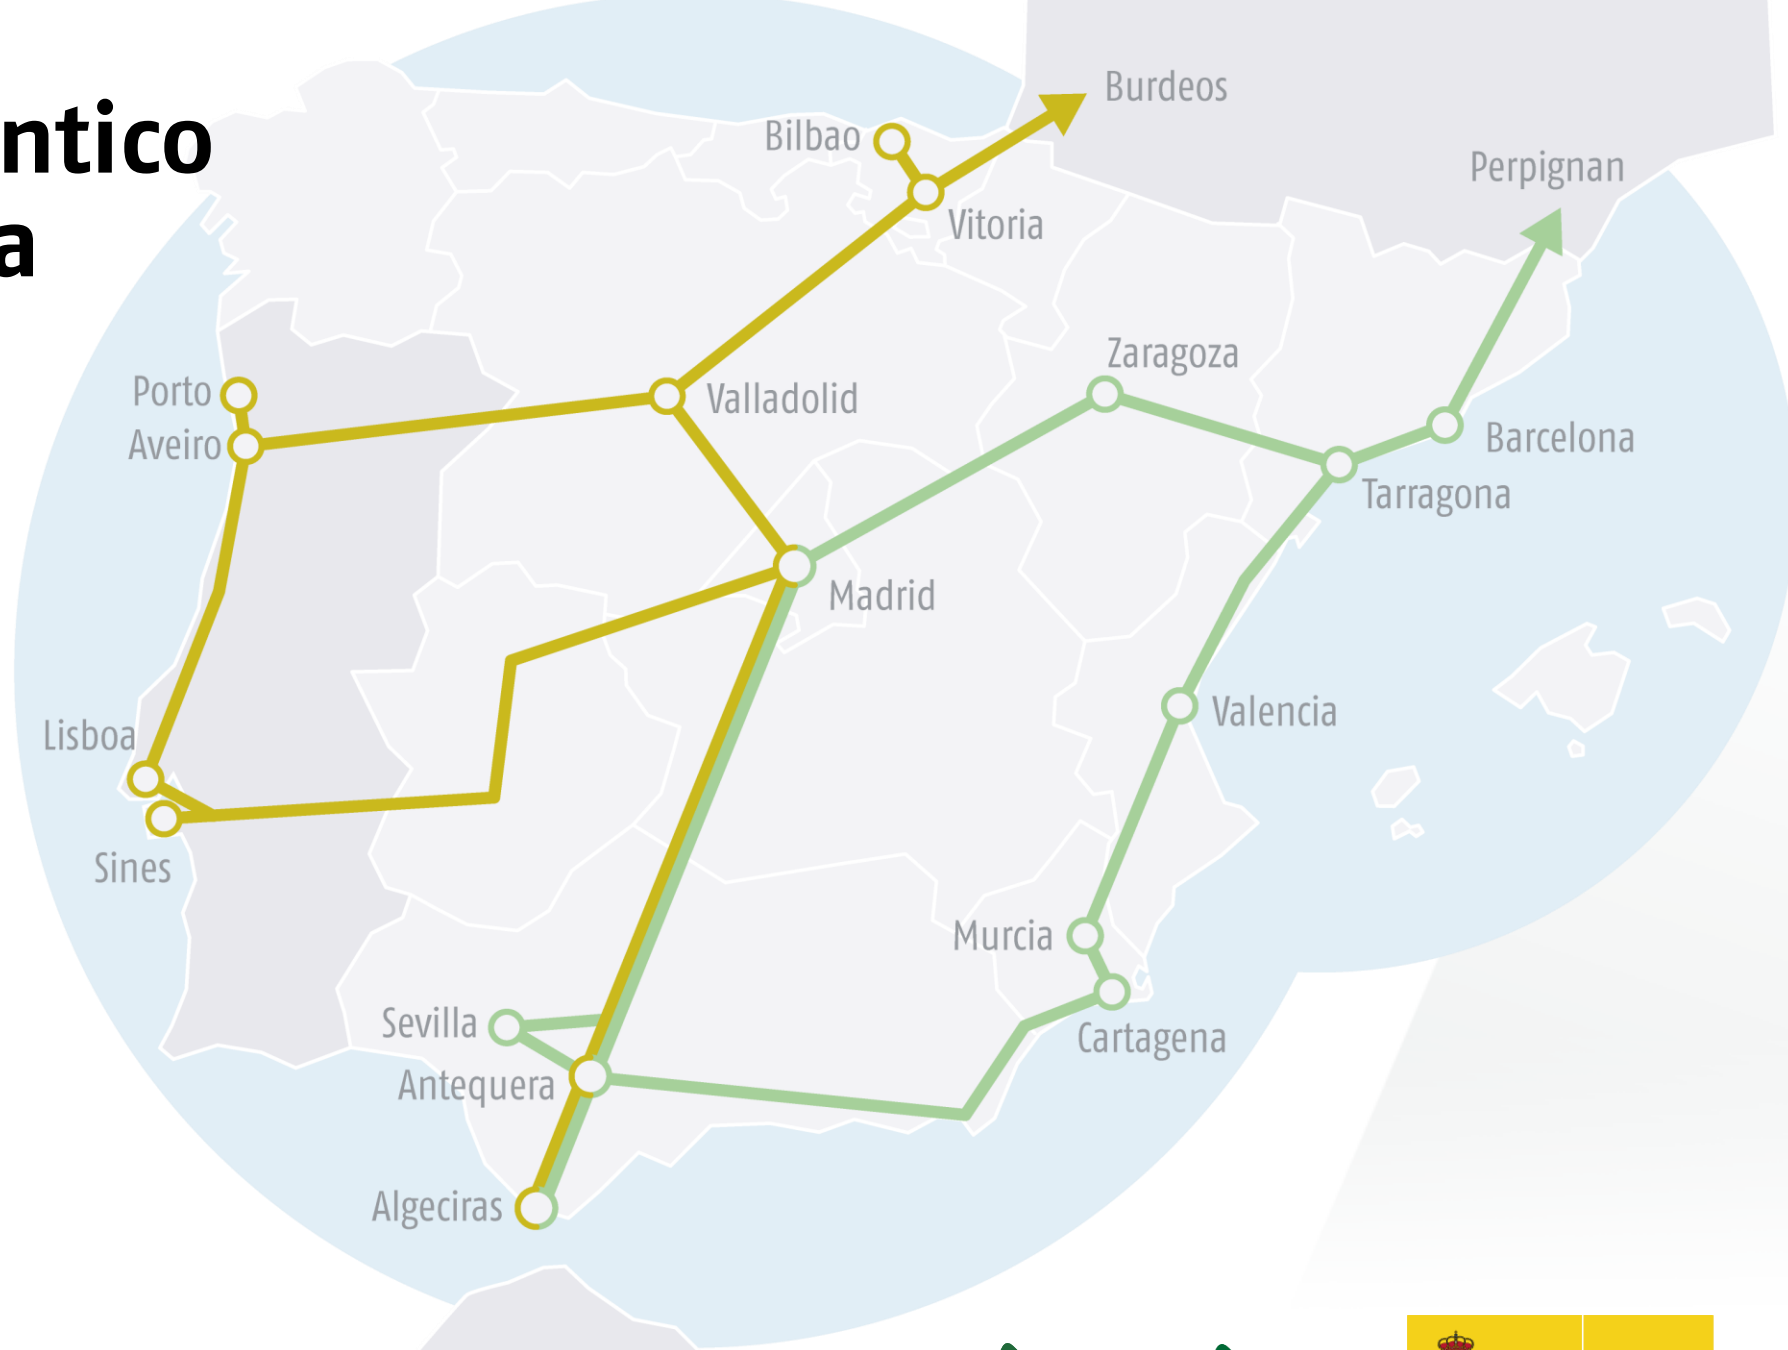 ntico
a
Burdeos
Bilbao
Perpignan
Vitoria
Zaragoza
Porto
Valladolid
Aveiro
Barcelona
Tarragona
Madrid
Valencia
Lisboa
Sines
Murcia
Sevilla
Cartagena
Antequera
Algeciras